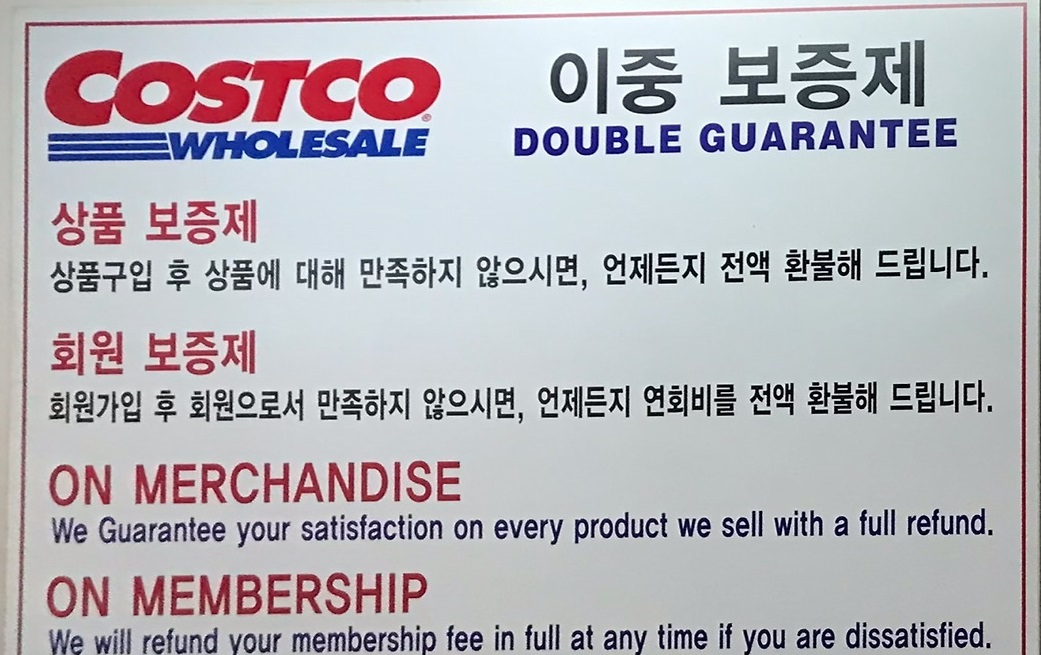 COSTCO®
WHOLESALE
이중 보증제
DOUBLE GUARANTEE
상품 보증제
상품구입 후 상품에 대해 만족하지 않으시면, 언제든지 전액 환불해 드립니다.
회원 보증제
회원가입 후 회원으로서 만족하지 않으시면, 언제든지 연회비를 전액 환불해 드립니다.
ON MERCHANDISE
We Guarantee your satisfaction on every product we sell with a full refund.
ON MEMBERSHIP
We will refund your membership fee in full at any time if you are dissatisfied.